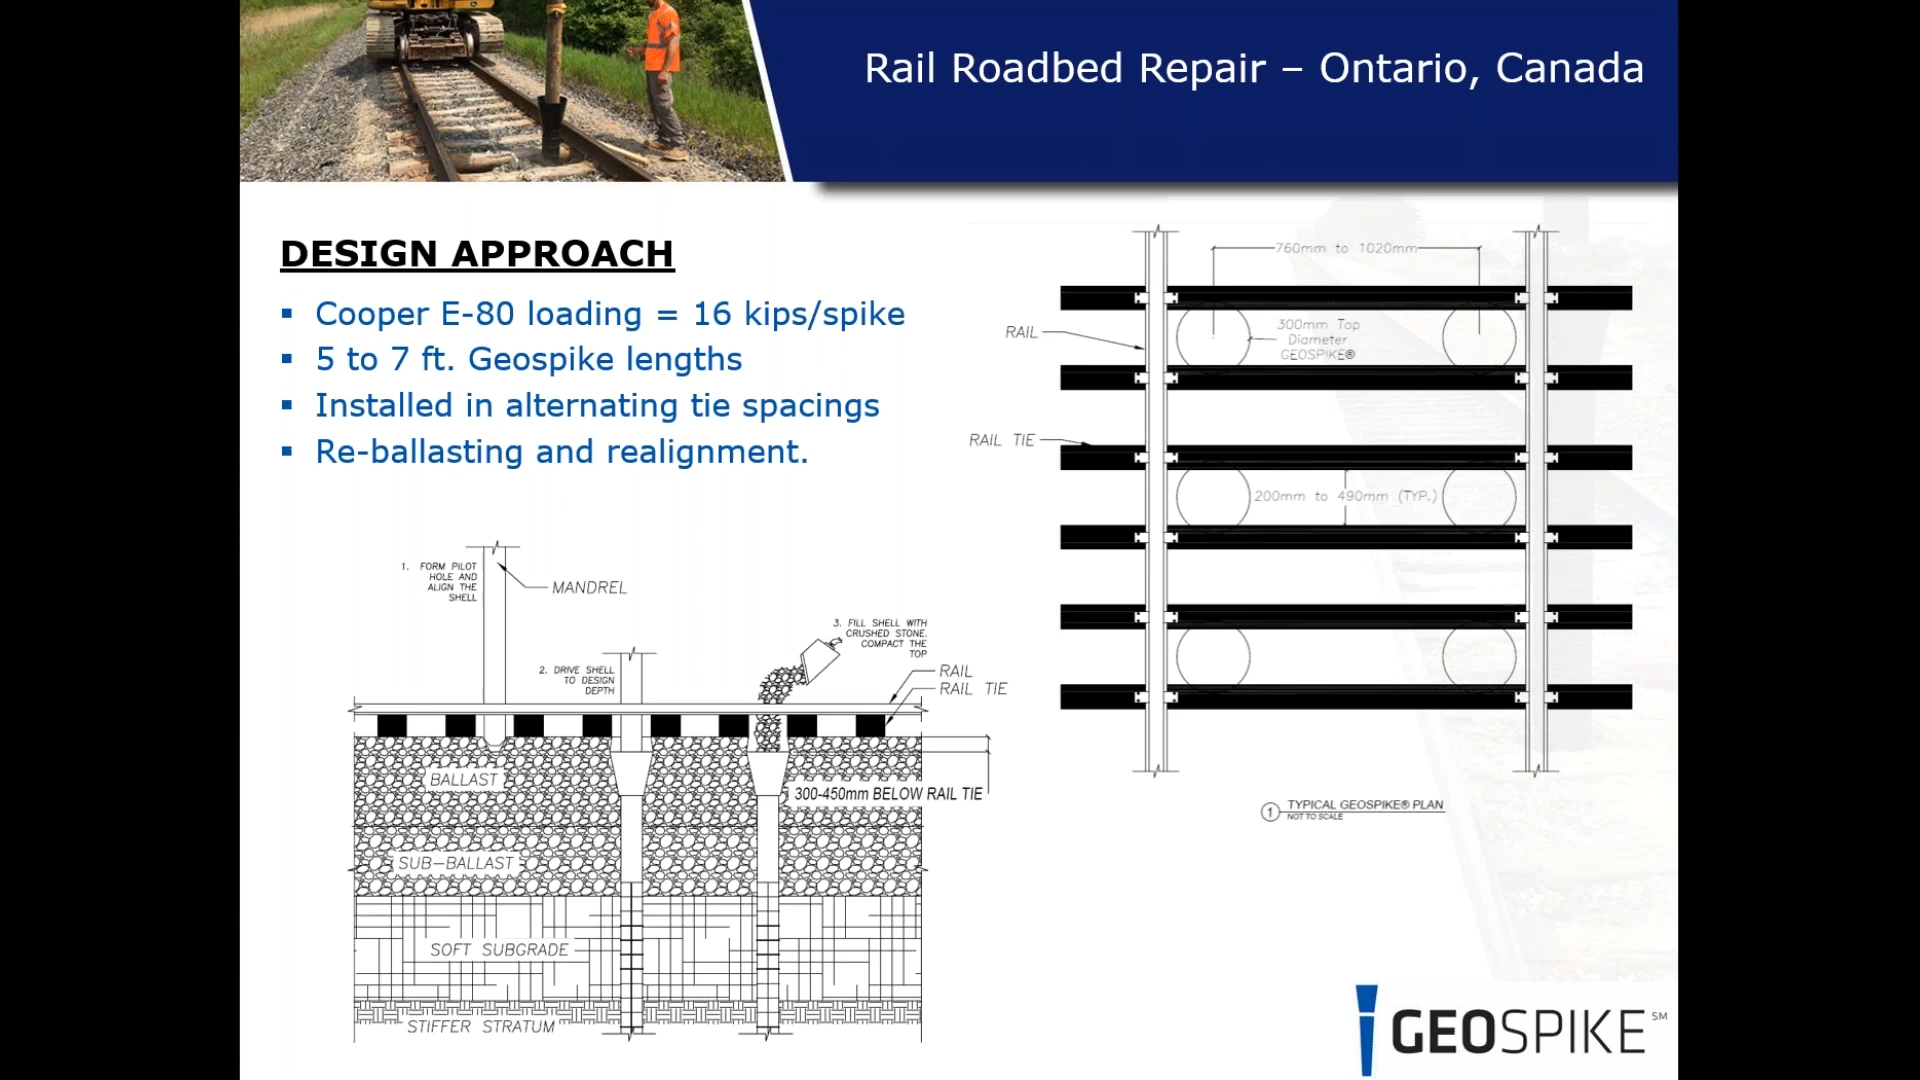 Rail Roadbed Repair – Ontario, Canada
DESIGN APPROACH
▪ Cooper E-80 loading = 16 kips/spike
▪ 5 to 7 ft. Geospike lengths
▪ Installed in alternating tie spacings
▪ Re-ballasting and realignment.
1. FORM PILOT
HOLE AND
ALIGN THE
SHELL
MANDREL
2. DRIVE SHELL
TO DESIGN
DEPTH
3. FILL SHELL WITH
CRUSHED STONE.
COMPACT THE
TOP
RAIL
RAIL TIE
BALLAST
300-450mm BELOW RAIL TIE
SUB-BALLAST
SOFT SUBGRADE
STIFFER STRATUM
760mm to 1020mm
RAIL
300mm Top
Diameter
GEOSPIKE®
RAIL TIE
200mm to 490mm (TYP.)
1 TYPICAL GEOSPIKE® PLAN
NOT TO SCALE
GEOSPIKE SM